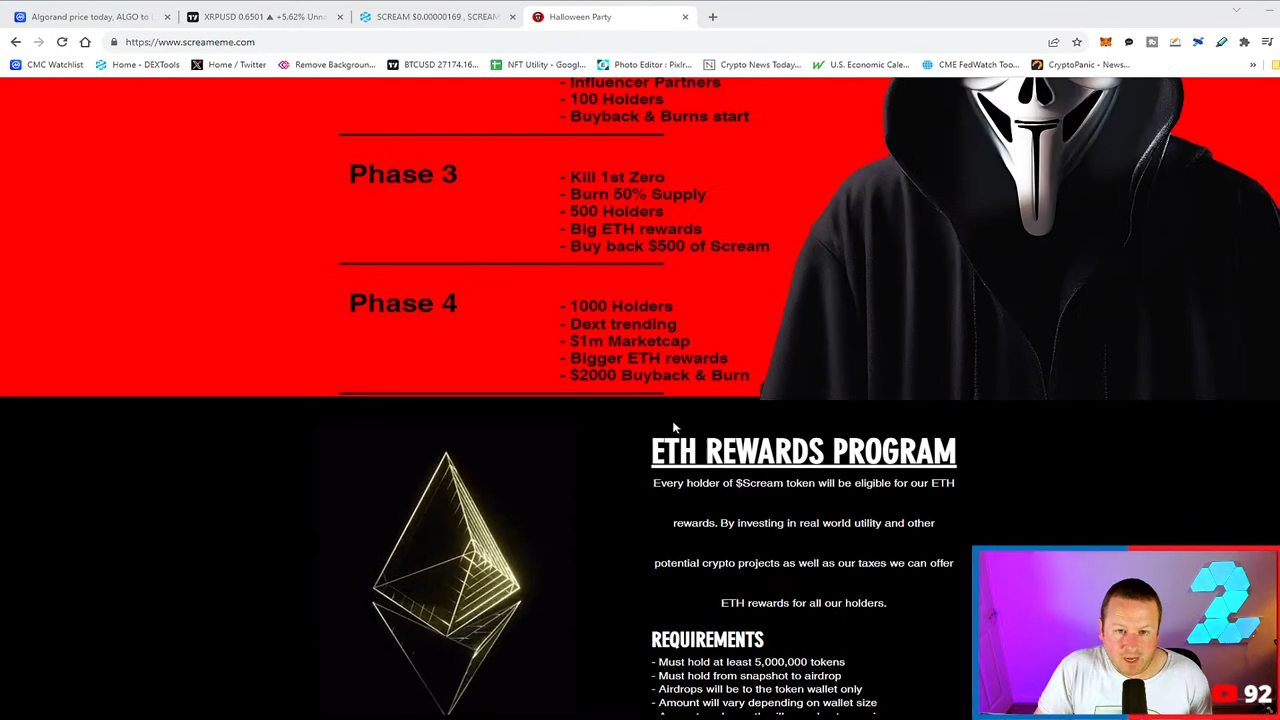 Algorand price today, ALGO to
XRPUSD 0.6501 ▲ +5.62% Unna
SCREAM $0.00000169 , SCREAM
Halloween Party
https://www.screameme.com
CMC Watchlist
Home - DEXTools
Home / Twitter
Remove Backgroun...
BTCUSD 27174.16...
NFT Utility - Googl...
Photo Editor : Pixlr...
Crypto News Today...
U.S. Economic Cale...
CME FedWatch Too...
CryptoPanic - News...
- Influencer Partners
- 100 Holders
- Buyback & Burns start
Phase 3
- Kill 1st Zero
- Burn 50% Supply
- 500 Holders
- Big ETH rewards
- Buy back $500 of Scream
Phase 4
- 1000 Holders
- Dext trending
- $1m Marketcap
- Bigger ETH rewards
- $2000 Buyback & Burn
ETH REWARDS PROGRAM
Every holder of $Scream token will be eligible for our ETH
rewards. By investing in real world utility and other
potential crypto projects as well as our taxes we can offer
ETH rewards for all our holders.
REQUIREMENTS
- Must hold at least 5,000,000 tokens
- Must hold from snapshot to airdrop
- Airdrops will be to the token wallet only
- Amount will vary depending on wallet size
2
92